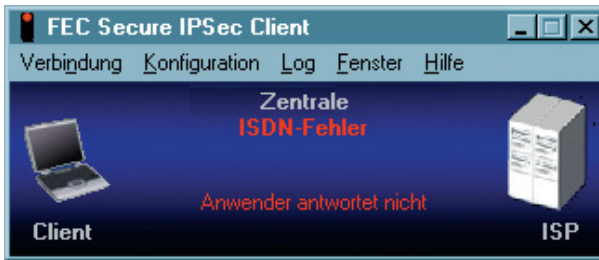 FEC Secure IPSec Client
Verbindung Konfiguration Log Fenster Hilfe
Zentrale
ISDN-Fehler
Anwender antwortet nicht
Client ISP